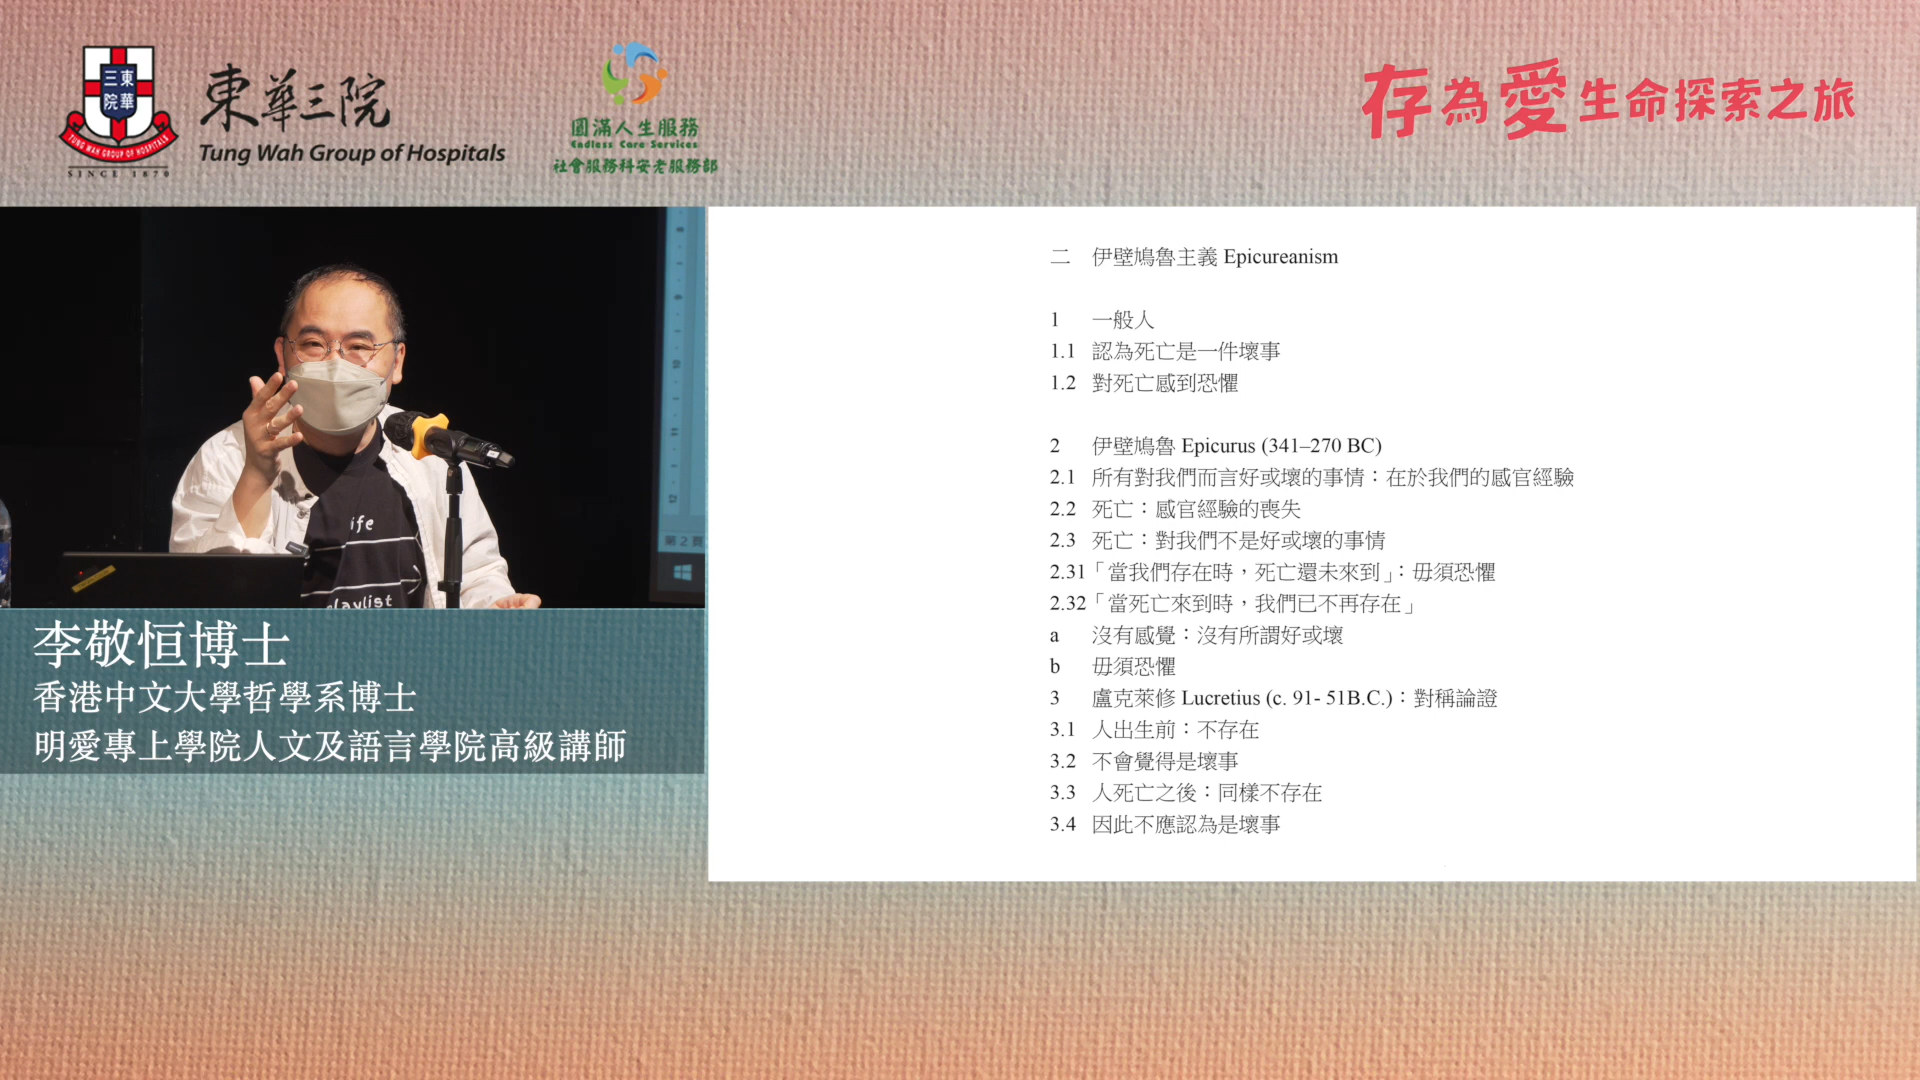 東華三院
TUNG WAH GROUP OF HOSPITALS
SINCE 1870
東華三院
Tung Wah Group of Hospitals
圓滿人生服務
Endless Care Services
社會服務科安老服務部
存為愛生命探索之旅
ife
laylist
第2頁
李敬恒博士
香港中文大學哲學系博士
明愛專上學院人文及語言學院高級講師
二 伊壁鳩魯主義 Epicureanism
1 一般人
1.1 認為死亡是一件壞事
1.2 對死亡感到恐懼
2 伊壁鳩魯 Epicurus (341–270 BC)
2.1 所有對我們而言好或壞的事情：在於我們的感官經驗
2.2 死亡：感官經驗的喪失
2.3 死亡：對我們不是好或壞的事情
2.31「當我們存在時，死亡還未來到」：毋須恐懼
2.32「當死亡來到時，我們已不再存在」
a 沒有感覺：沒有所謂好或壞
b 毋須恐懼
3 盧克萊修 Lucretius (c. 91- 51B.C.)：對稱論證
3.1 人出生前：不存在
3.2 不會覺得是壞事
3.3 人死亡之後：同樣不存在
3.4 因此不應認為是壞事